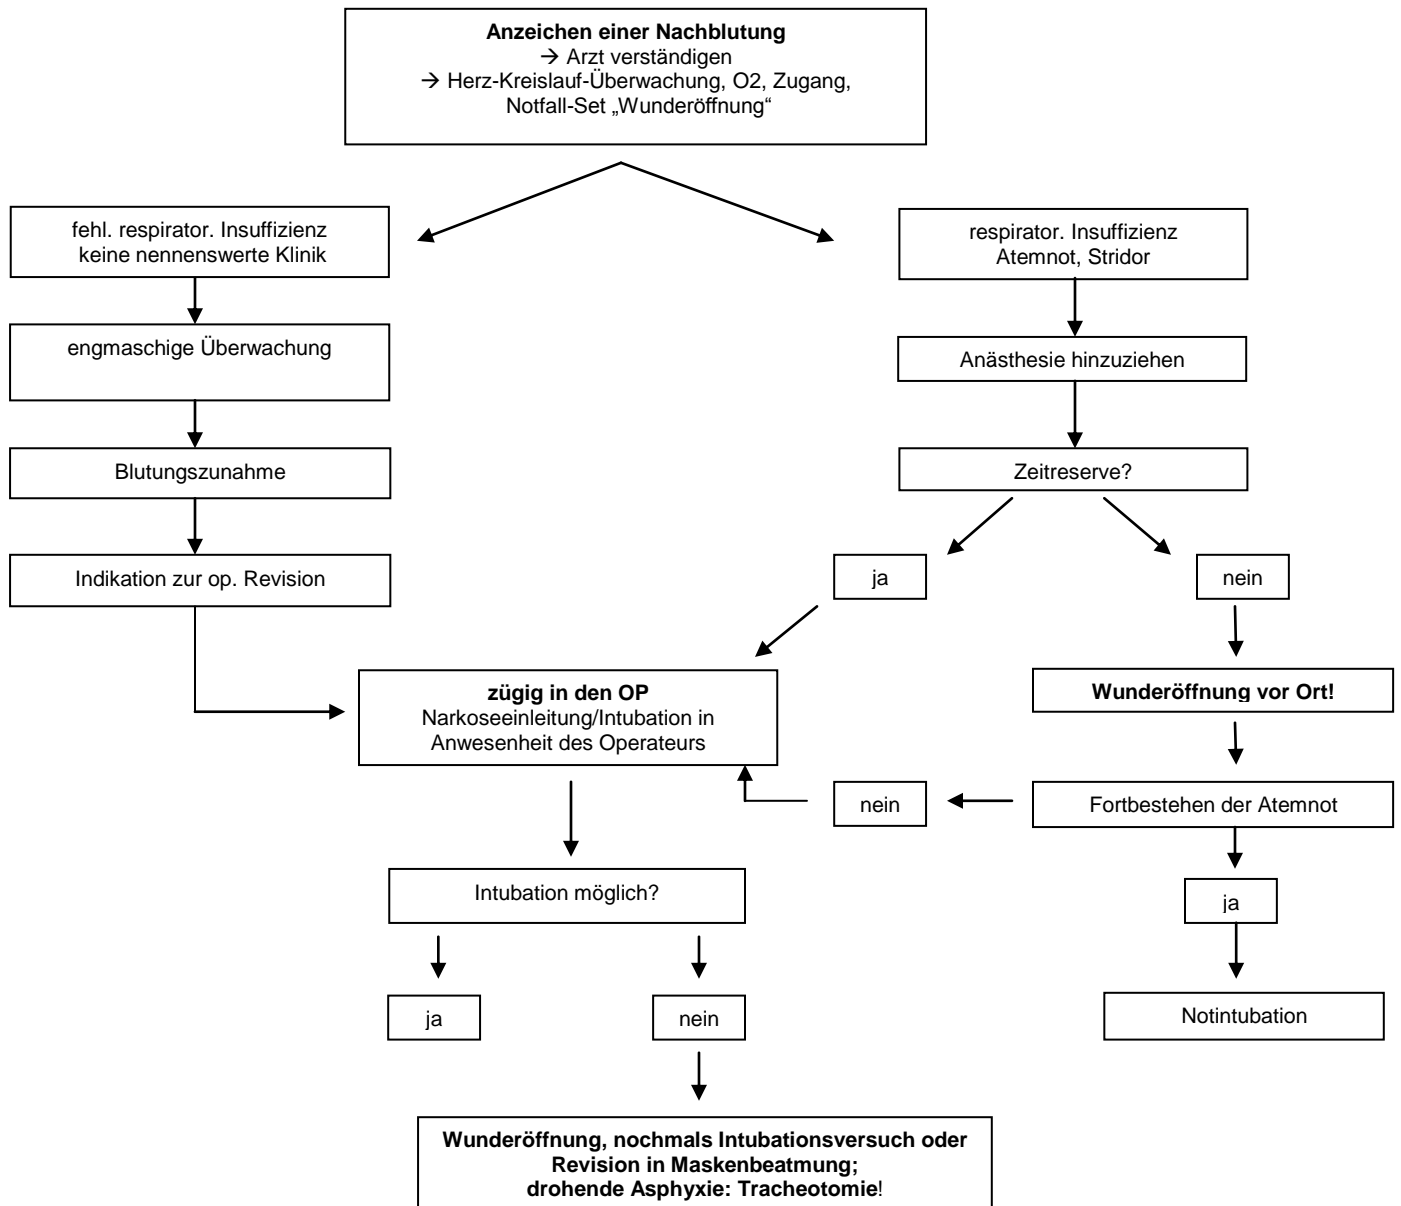 Anzeichen einer Nachblutung
→ Arzt verständigen
→ Herz-Kreislauf-Überwachung, O2, Zugang,
Notfall-Set „Wunderöffnung“
fehl. respirator. Insuffizienz
keine nennenswerte Klinik
respirator. Insuffizienz
Atemnot, Stridor
engmaschige Überwachung
Anästhesie hinzuziehen
Blutungszunahme
Zeitreserve?
Indikation zur op. Revision
ja
nein
zügig in den OP
Narkoseeinleitung/Intubation in
Anwesenheit des Operateurs
Wunderöffnung vor Ort!
nein
Fortbestehen der Atemnot
Intubation möglich?
ja
ja
nein
Notintubation
Wunderöffnung, nochmals Intubationsversuch oder
Revision in Maskenbeatmung;
drohende Asphyxie: Tracheotomie!